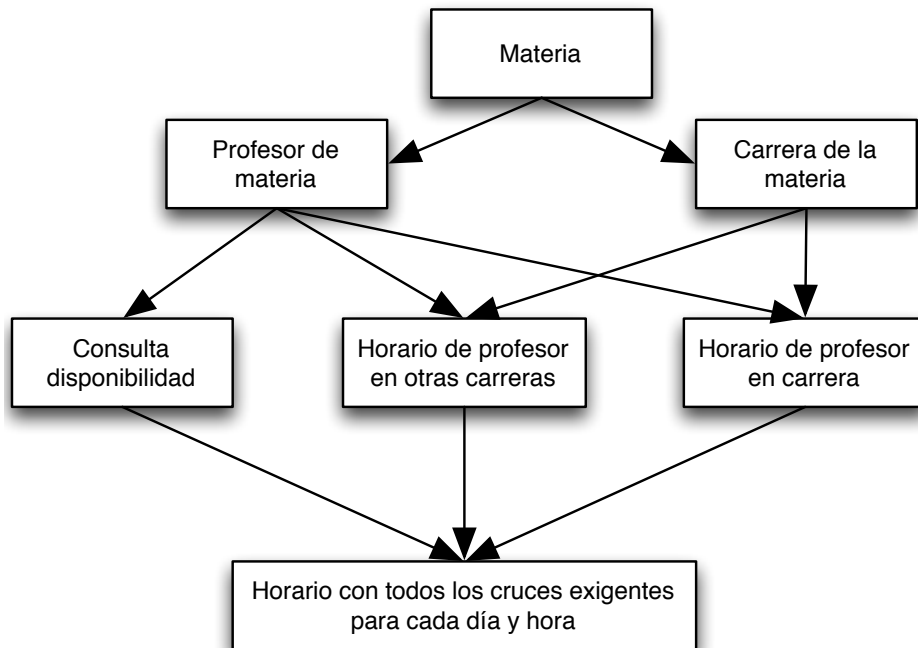 Materia
Profesor de
materia
Carrera de la
materia
Consulta
disponibilidad
Horario de profesor
en otras carreras
Horario de profesor
en carrera
Horario con todos los cruces exigentes
para cada día y hora